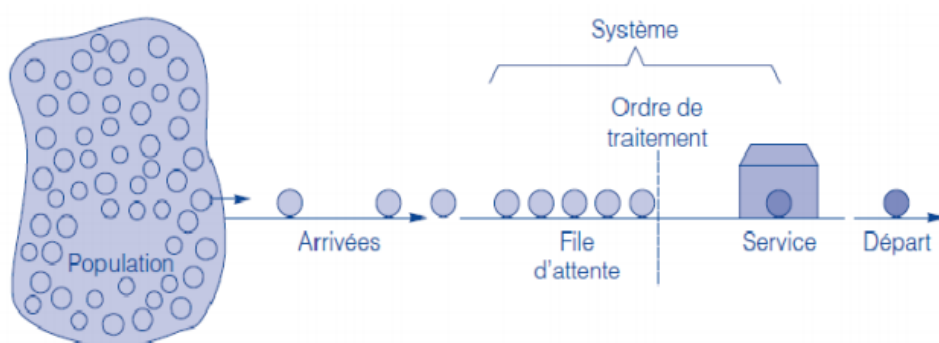 Système
Ordre de
traitement
Population
Arrivées
File
d'attente
Service
Départ